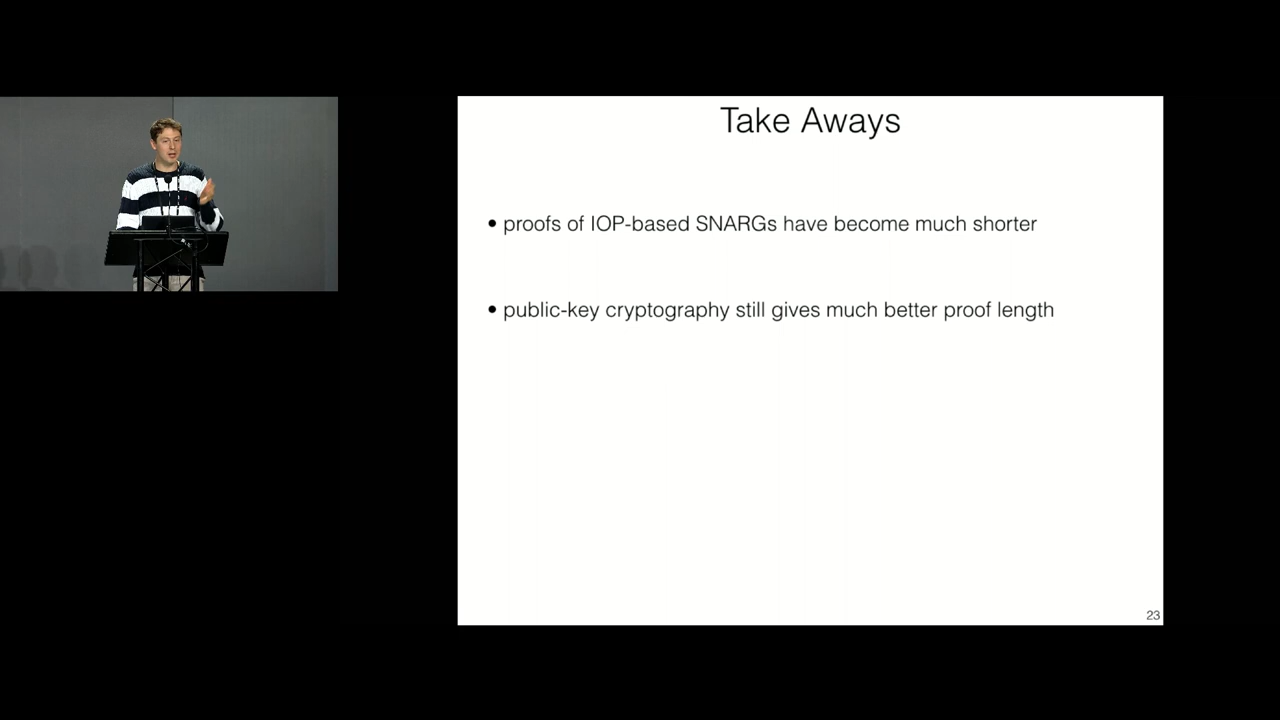 Take Aways
• proofs of IOP-based SNARGs have become much shorter
• public-key cryptography still gives much better proof length
23